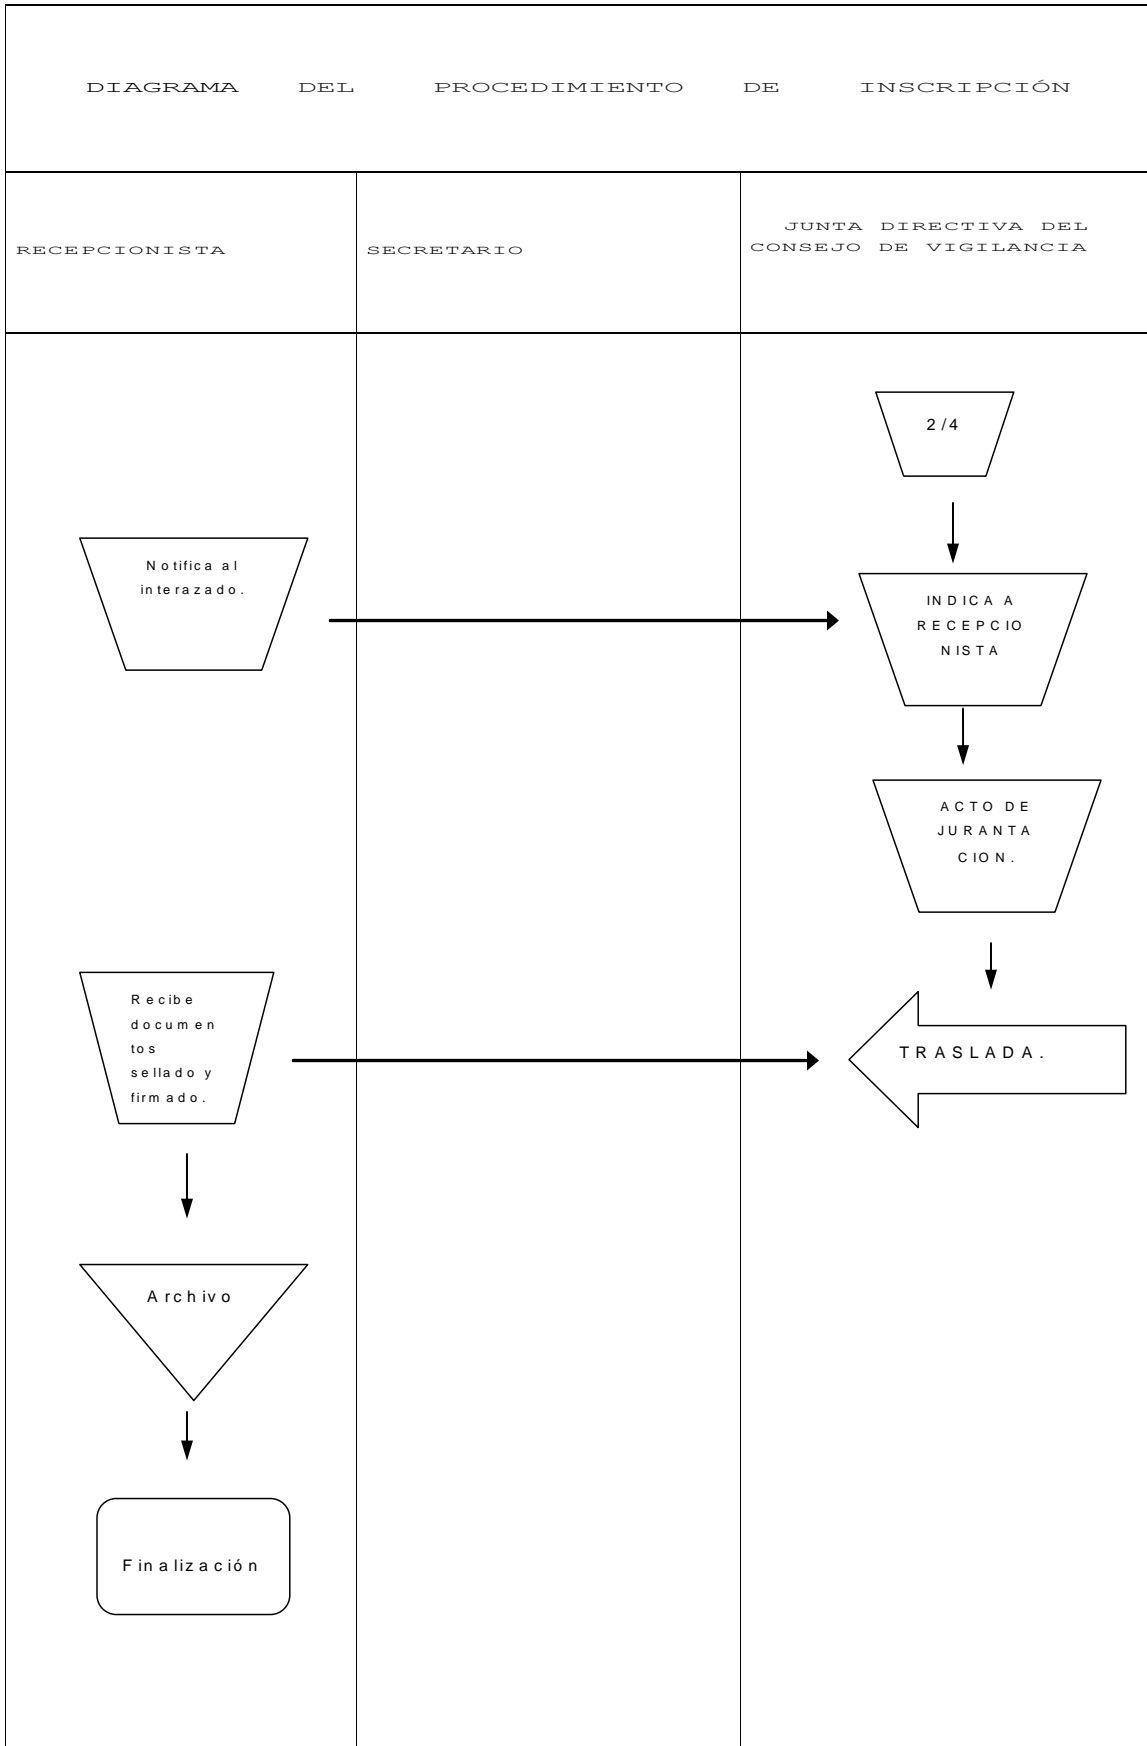 DIAGRAMA DEL PROCEDIMIENTO DE INSCRIPCIÓN
RECEPCIONISTA
SECRETARIO
JUNTA DIRECTIVA DEL
CONSEJO DE VIGILANCIA
2/4
Notifica al
interazado.
INDICA A
RECEPCIO
NISTA
ACTO DE
JURANTA
CION.
Recibe
documen
tos
sellado y
firmado.
TRASLADA.
Archivo
Finalización